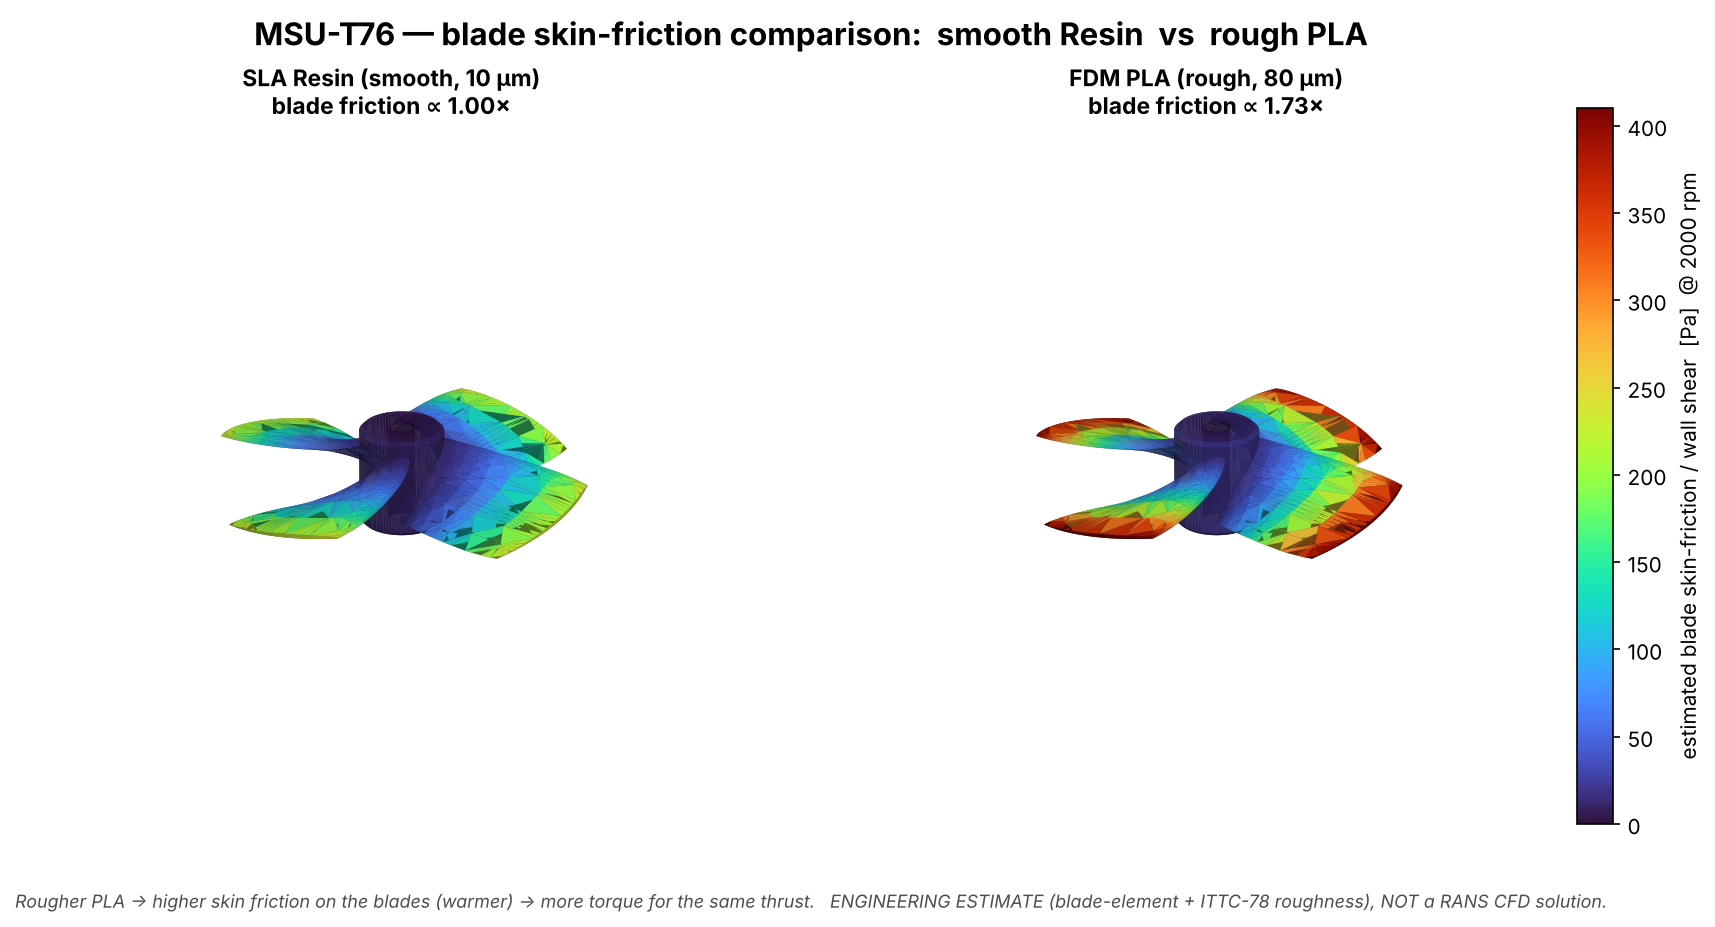 MSU-T76 — blade skin-friction comparison:  smooth Resin  vs  rough PLA
SLA Resin (smooth, 10 µm)
blade friction ∝ 1.00×
FDM PLA (rough, 80 µm)
blade friction ∝ 1.73×
400
350
300
250
200
150
100
50
0
estimated blade skin-friction / wall shear  [Pa]  @ 2000 rpm
Rougher PLA → higher skin friction on the blades (warmer) → more torque for the same thrust.   ENGINEERING ESTIMATE (blade-element + ITTC-78 roughness), NOT a RANS CFD solution.